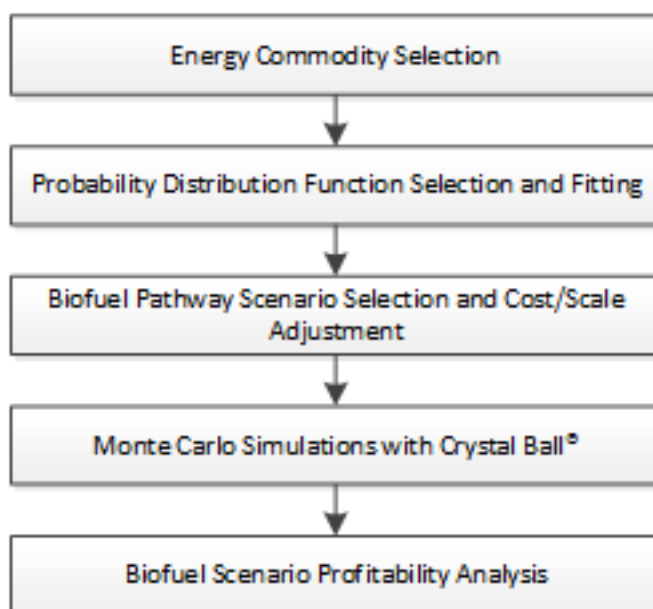 Energy Commodity Selection
Probability Distribution Function Selection and Fitting
Biofuel Pathway Scenario Selection and Cost/Scale
Adjustment
Monte Carlo Simulations with Crystal Ball®
Biofuel Scenario Profitability Analysis